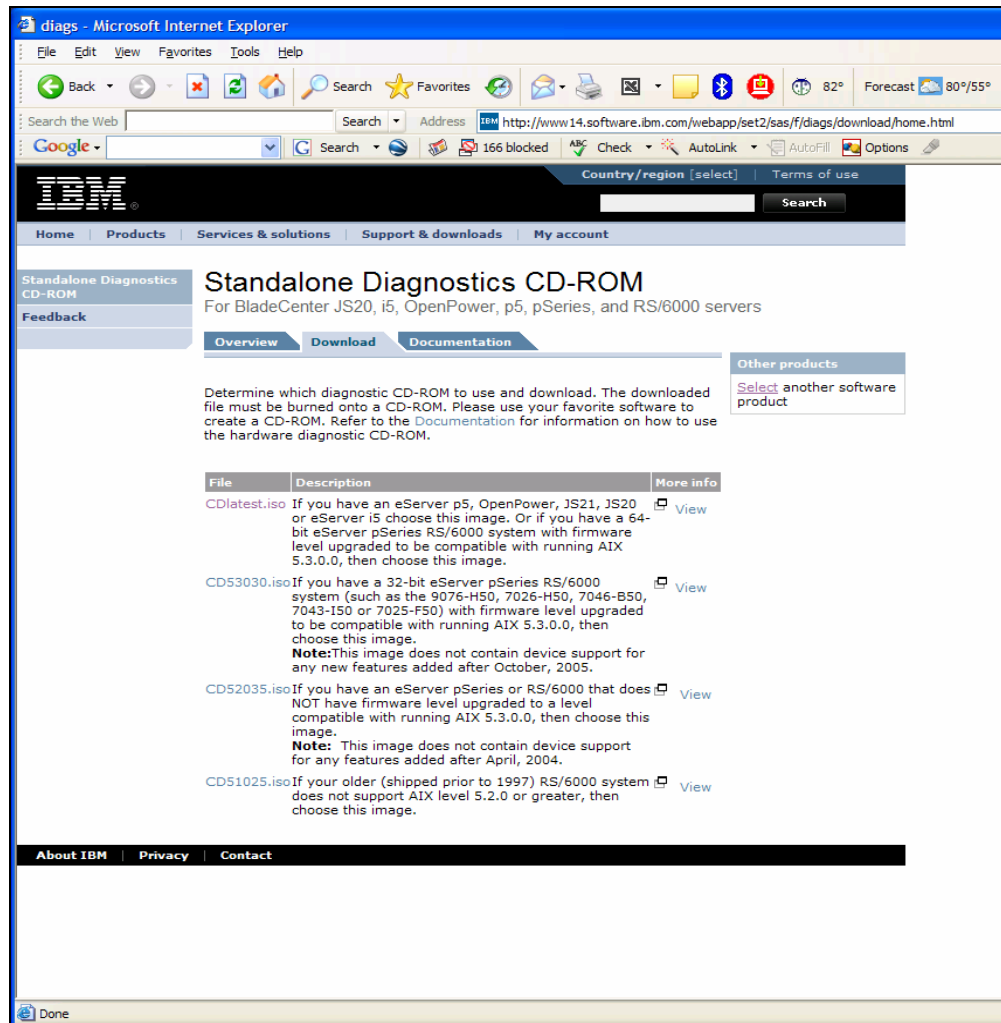 diags - Microsoft Internet Explorer
File Edit View Favorites Tools Help
Back Search Favorites 82° Forecast 80°/55°
Search the Web Search Address http://www14.software.ibm.com/webapp/set2/sas/f/diags/download/home.html
Google Search 166 blocked ABC Check AutoLink AutoFill Options
Country/region [select] | Terms of use
IBM ®
Search
Home | Products | Services & solutions | Support & downloads | My account
Standalone Diagnostics
CD-ROM
Feedback
Standalone Diagnostics CD-ROM
For BladeCenter JS20, i5, OpenPower, p5, pSeries, and RS/6000 servers
Overview Download Documentation
Other products
Select another software
product
Determine which diagnostic CD-ROM to use and download. The downloaded
file must be burned onto a CD-ROM. Please use your favorite software to
create a CD-ROM. Refer to the Documentation for information on how to use
the hardware diagnostic CD-ROM.
File Description More info
CDlatest.iso If you have an eServer p5, OpenPower, JS21, JS20 View
or eServer i5 choose this image. Or if you have a 64-
bit eServer pSeries RS/6000 system with firmware
level upgraded to be compatible with running AIX
5.3.0.0, then choose this image.
CD53030.iso If you have a 32-bit eServer pSeries RS/6000 View
system (such as the 9076-H50, 7026-H50, 7046-B50,
7043-I50 or 7025-F50) with firmware level upgraded
to be compatible with running AIX 5.3.0.0, then
choose this image.
Note:This image does not contain device support for
any new features added after October, 2005.
CD52035.iso If you have an eServer pSeries or RS/6000 that does View
NOT have firmware level upgraded to a level
compatible with running AIX 5.3.0.0, then choose this
image.
Note: This image does not contain device support
for any features added after April, 2004.
CD51025.iso If your older (shipped prior to 1997) RS/6000 system View
does not support AIX level 5.2.0 or greater, then
choose this image.
About IBM | Privacy | Contact
Done